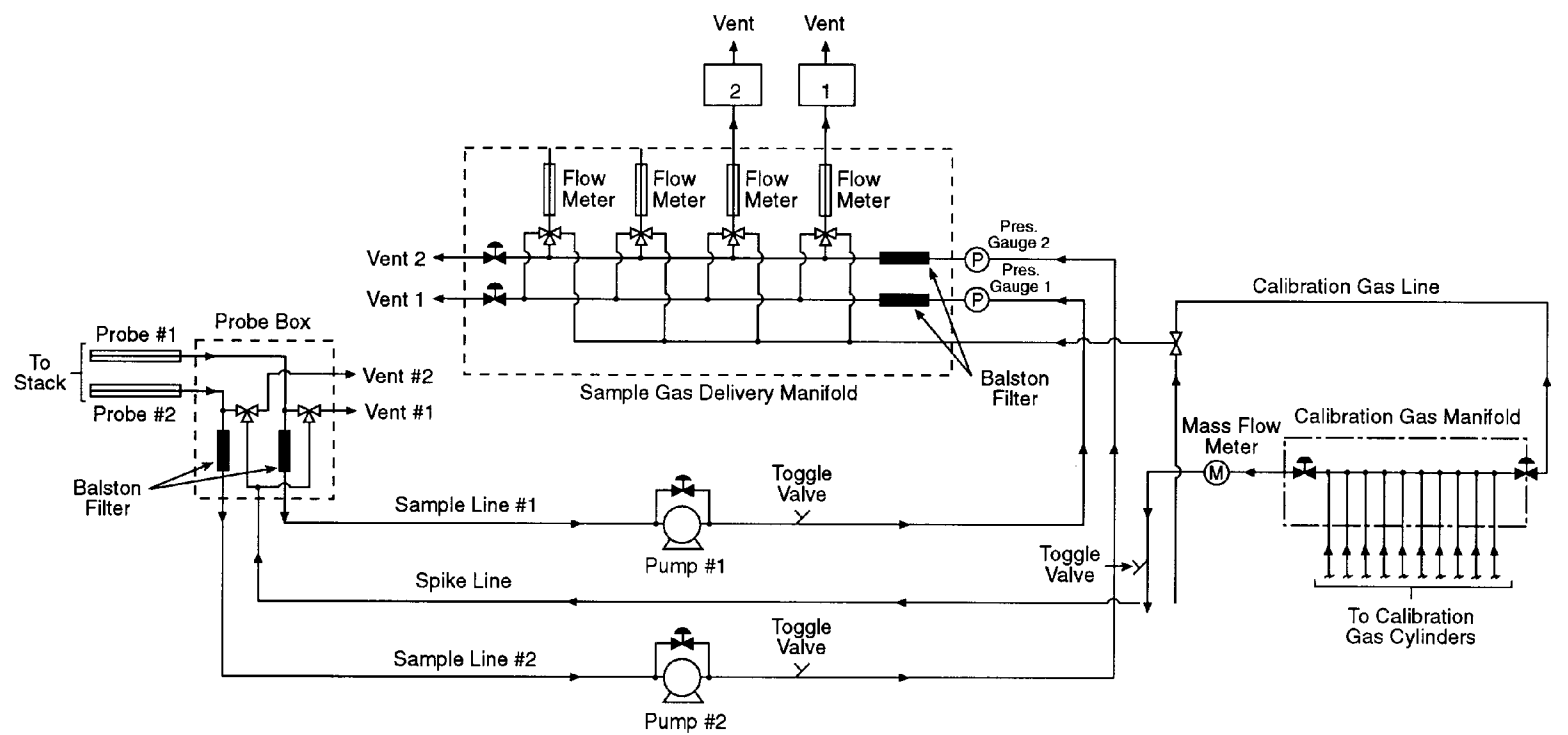 Vent
Vent
2
1
Flow
Meter
Flow
Meter
Flow
Meter
Flow
Meter
Pres.
Gauge 2
P
Vent 2
Pres.
Gauge 1
P
Vent 1
Calibration Gas Line
Probe Box
Probe #1
To
Stack
Probe #2
Vent #2
Vent #1
Sample Gas Delivery Manifold
Balston
Filter
Calibration Gas Manifold
Mass Flow
Meter
M
Balston
Filter
Sample Line #1
Toggle
Valve
Pump #1
Toggle
Valve
Spike Line
To Calibration
Gas Cylinders
Sample Line #2
Toggle
Valve
Pump #2